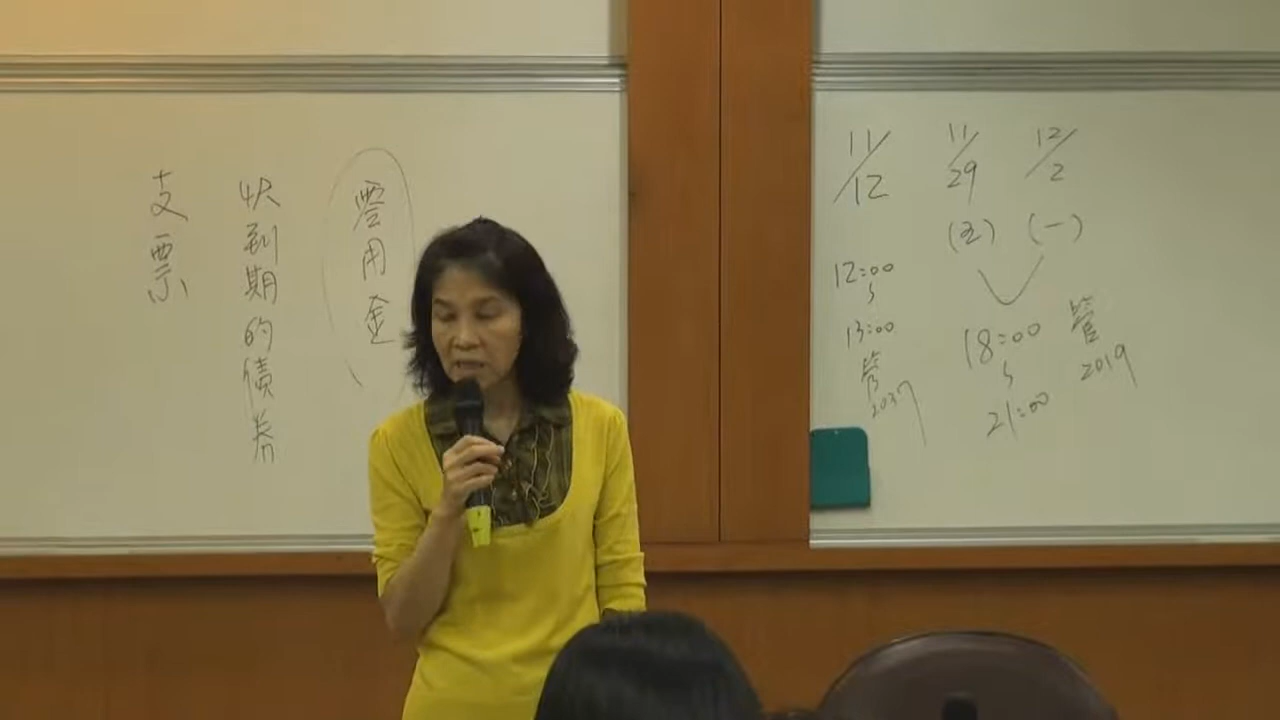 零用金
快到期的債券
支票
11/12
12:00
~
13:00
管
2037
11/29
(五)
12/2
(一)
18:00
~
21:00
管
2019